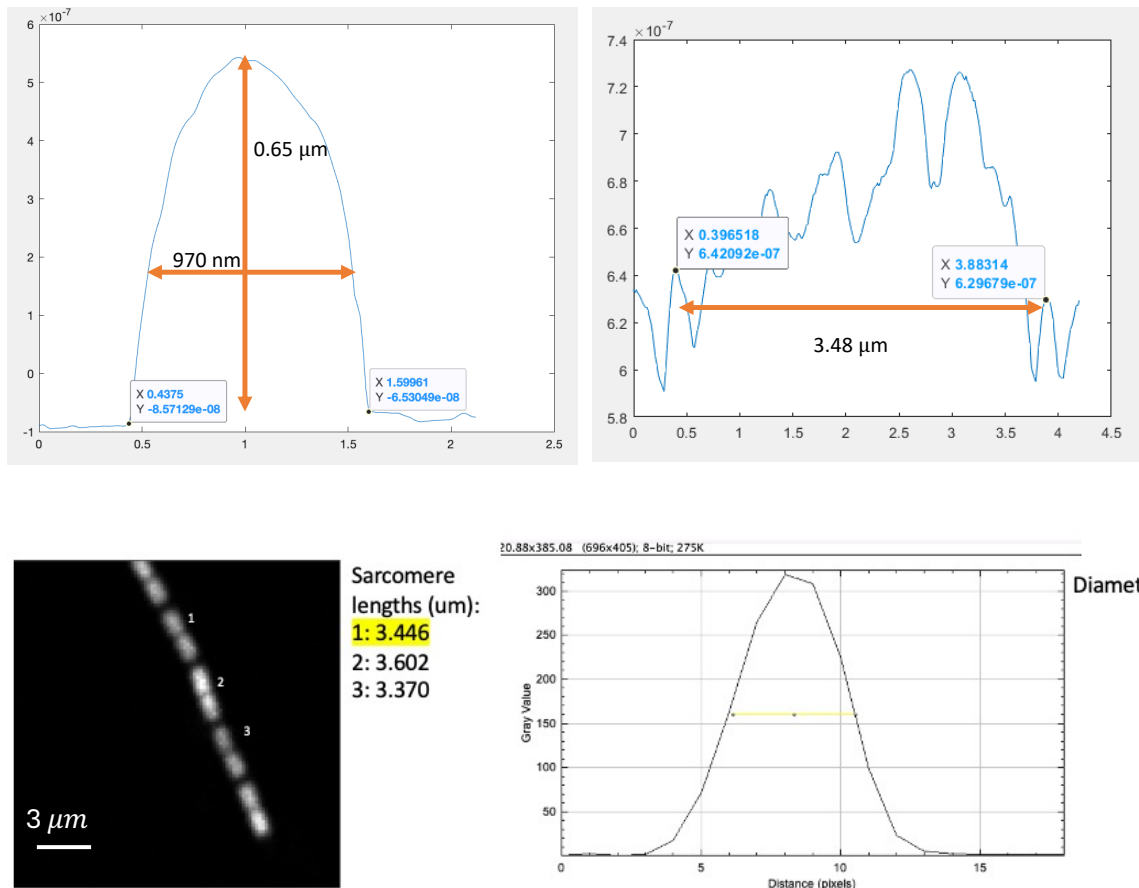 ×10⁻⁷
6
5
4
3
2
1
0
-1
0
0.5
1
1.5
2
2.5
0.65 μm
970 nm
X 0.4375
Y -8.57129e-08
X 1.59961
Y -6.53049e-08
×10⁻⁷
7.4
7.2
7
6.8
6.6
6.4
6.2
6
5.8
0
0.5
1
1.5
2
2.5
3
3.5
4
4.5
X 0.396518
Y 6.42092e-07
X 3.88314
Y 6.29679e-07
3.48 μm
1
2
3
3 μm
Sarcomere
lengths (um):
1: 3.446
2: 3.602
3: 3.370
20.88x385.08 (696x405); 8-bit; 275K
300
250
200
150
100
50
Gray Value
5
10
15
Distance (pixels)
Diamet